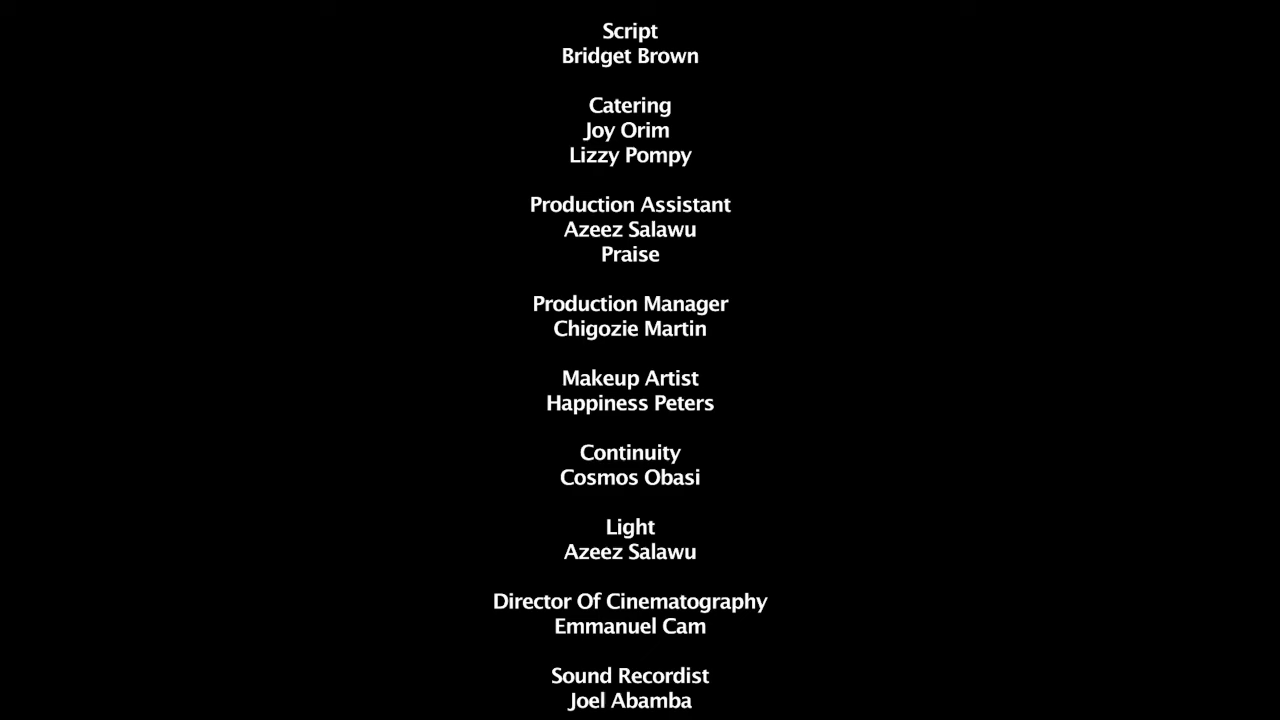 Script
Bridget Brown
Catering
Joy Orim
Lizzy Pompy
Production Assistant
Azeez Salawu
Praise
Production Manager
Chigozie Martin
Makeup Artist
Happiness Peters
Continuity
Cosmos Obasi
Light
Azeez Salawu
Director Of Cinematography
Emmanuel Cam
Sound Recordist
Joel Abamba